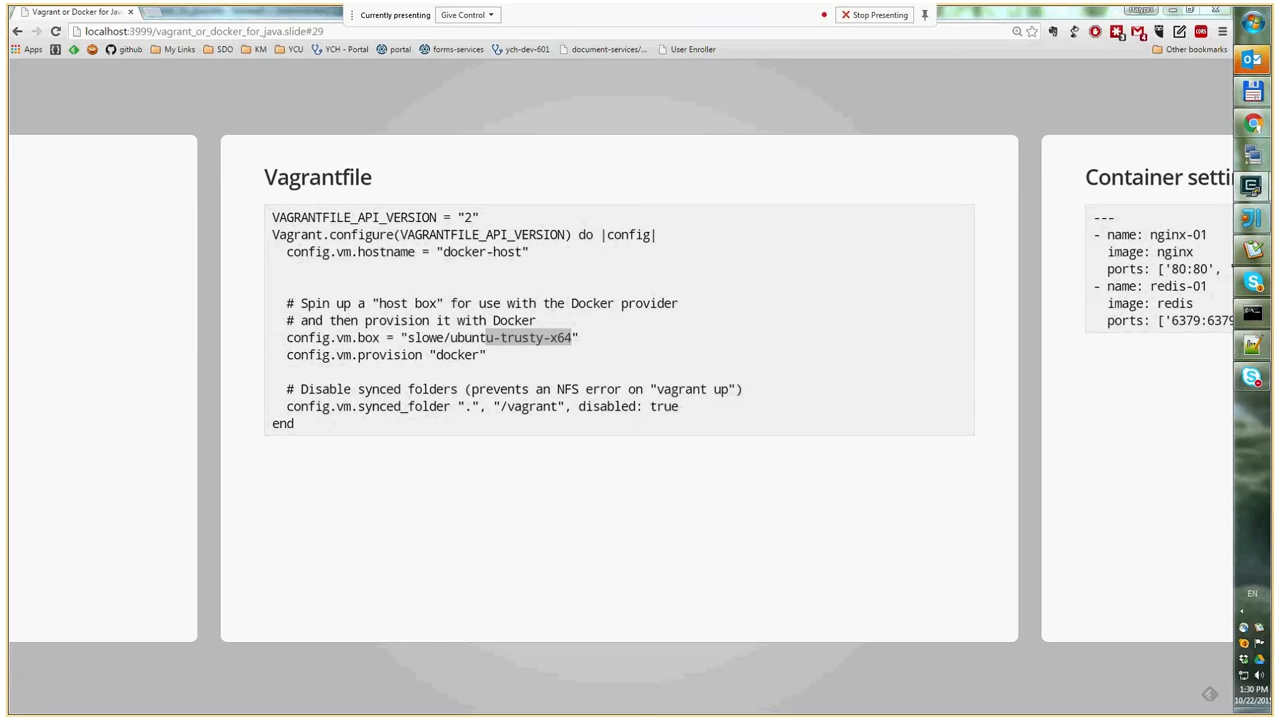 Vagrant or Docker for Jav
Currently presenting
Give Control
Stop Presenting
localhost:3999/vagrant_or_docker_for_java.slide#29
Apps
github
My Links
SDO
KM
YCU
YCH - Portal
portal
forms-services
ych-dev601
document-services/...
User Enroller
Other bookmarks
Vagrantfile
VAGRANTFILE_API_VERSION = "2"
Vagrant.configure(VAGRANTFILE_API_VERSION) do |config|
config.vm.hostname = "docker-host"
# Spin up a "host box" for use with the Docker provider
# and then provision it with Docker
config.vm.box = "slowe/ubuntu-trusty-x64"
config.vm.provision "docker"
# Disable synced folders (prevents an NFS error on "vagrant up")
config.vm.synced_folder ".", "/vagrant", disabled: true
end
Container setti
---
- name: nginx-01
image: nginx
ports: ['80:80', '
- name: redis-01
image: redis
ports: ['6379:6379
EN
1:30 PM
10/22/201